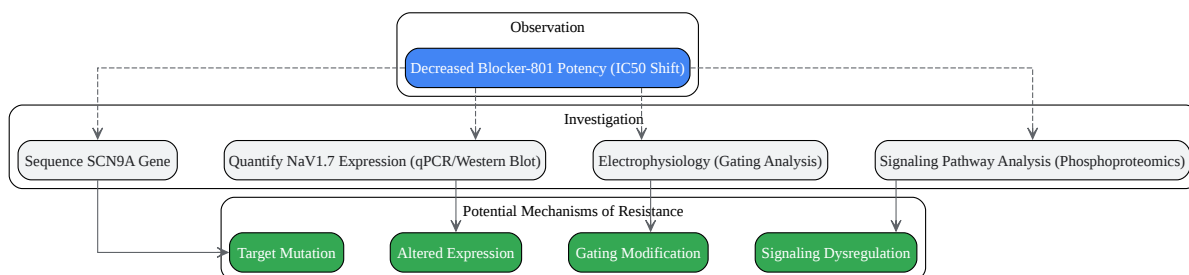 Observation
Decreased Blocker-801 Potency (IC50 Shift)
Investigation
Sequence SCN9A Gene
Quantify NaV1.7 Expression (qPCR/Western Blot)
Electrophysiology (Gating Analysis)
Signaling Pathway Analysis (Phosphoproteomics)
Potential Mechanisms of Resistance
Target Mutation
Altered Expression
Gating Modification
Signaling Dysregulation